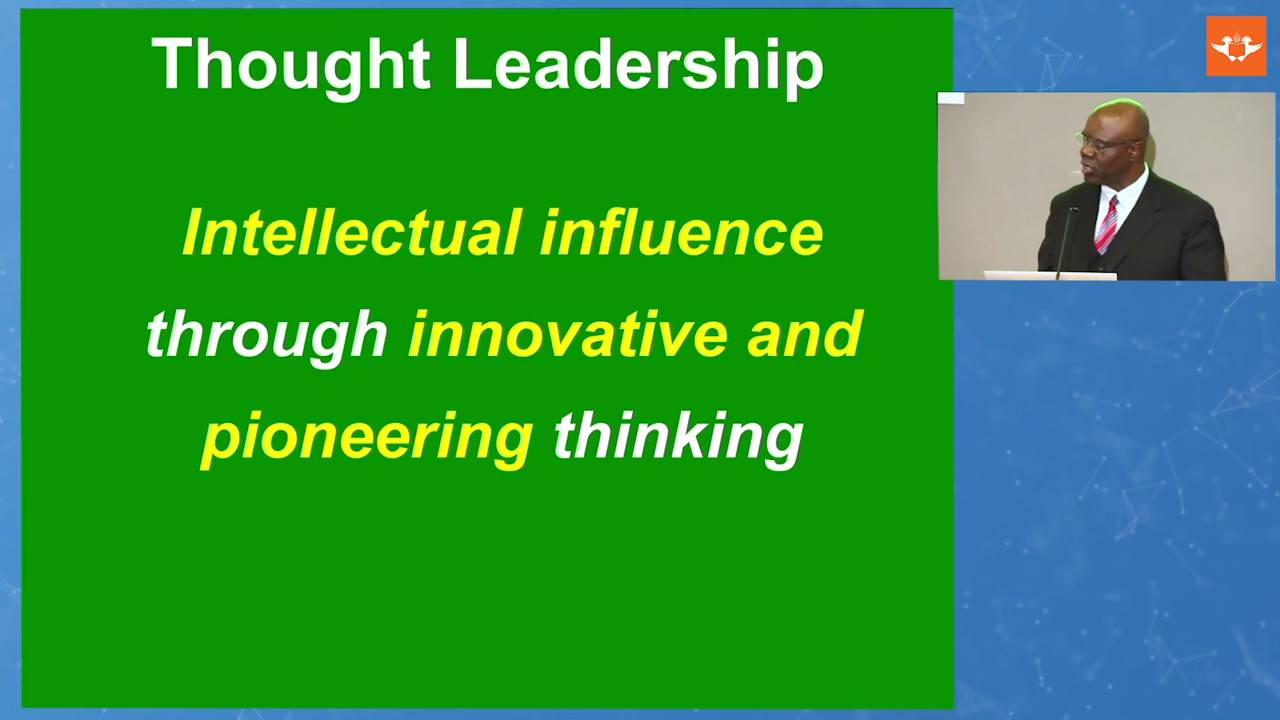 Thought Leadership
Intellectual influence
through innovative and
pioneering thinking